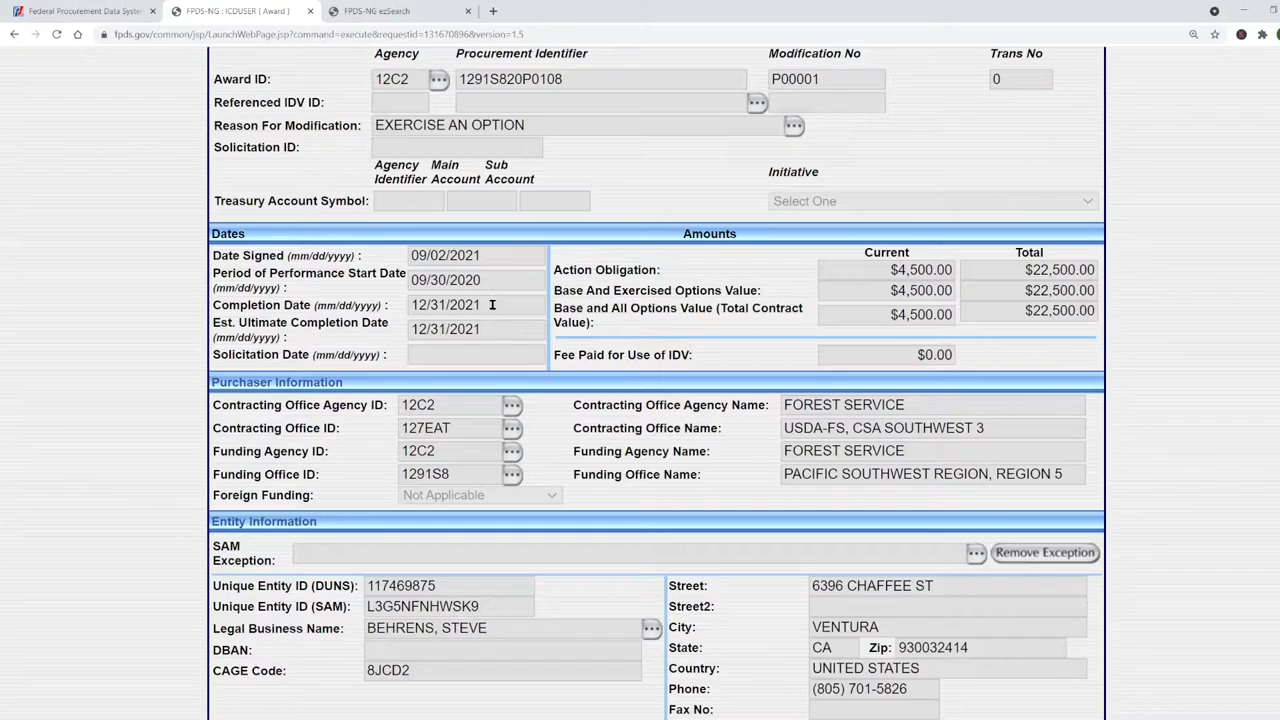 Federal Procurement Data System
FPDS-NG : ICDUSER [ Award ]
FPDS-NG ezSearch
fpds.gov/common/jsp/LaunchWebPage.jsp?command=execute&requestid=131670896&version=1.5
Agency Procurement Identifier Modification No Trans No
Award ID: 12C2 1291S820P0108 P00001 0
Referenced IDV ID:
Reason For Modification: EXERCISE AN OPTION
Solicitation ID:
Agency Main Sub
Identifier Account Account
Initiative
Treasury Account Symbol: Select One
Dates Amounts
Current Total
Date Signed (mm/dd/yyyy) : 09/02/2021
Action Obligation: $4,500.00 $22,500.00
Period of Performance Start Date
(mm/dd/yyyy) : 09/30/2020
Base And Exercised Options Value: $4,500.00 $22,500.00
Completion Date (mm/dd/yyyy) : 12/31/2021
Base and All Options Value (Total Contract
Value): $4,500.00 $22,500.00
Est. Ultimate Completion Date
(mm/dd/yyyy) : 12/31/2021
Solicitation Date (mm/dd/yyyy) :
Fee Paid for Use of IDV: $0.00
Purchaser Information
Contracting Office Agency ID: 12C2 Contracting Office Agency Name: FOREST SERVICE
Contracting Office ID: 127EAT Contracting Office Name: USDA-FS, CSA SOUTHWEST 3
Funding Agency ID: 12C2 Funding Agency Name: FOREST SERVICE
Funding Office ID: 1291S8 Funding Office Name: PACIFIC SOUTHWEST REGION, REGION 5
Foreign Funding: Not Applicable
Entity Information
SAM
Exception:
Remove Exception
Unique Entity ID (DUNS): 117469875 Street: 6396 CHAFFEE ST
Unique Entity ID (SAM): L3G5NFNHWSK9 Street2:
Legal Business Name: BEHRENS, STEVE City: VENTURA
DBAN: State: CA Zip: 930032414
CAGE Code: 8JCD2 Country: UNITED STATES
Phone: (805) 701-5826
Fax No: